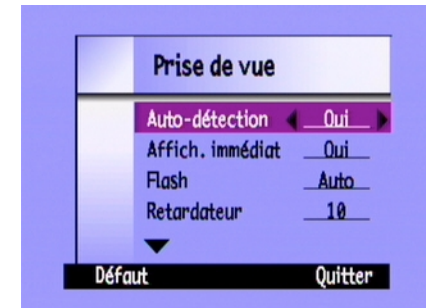 Prise de vue
Auto-détection Oui
Affich. immédiat Oui
Flash Auto
Retardateur 10
Défaut Quitter